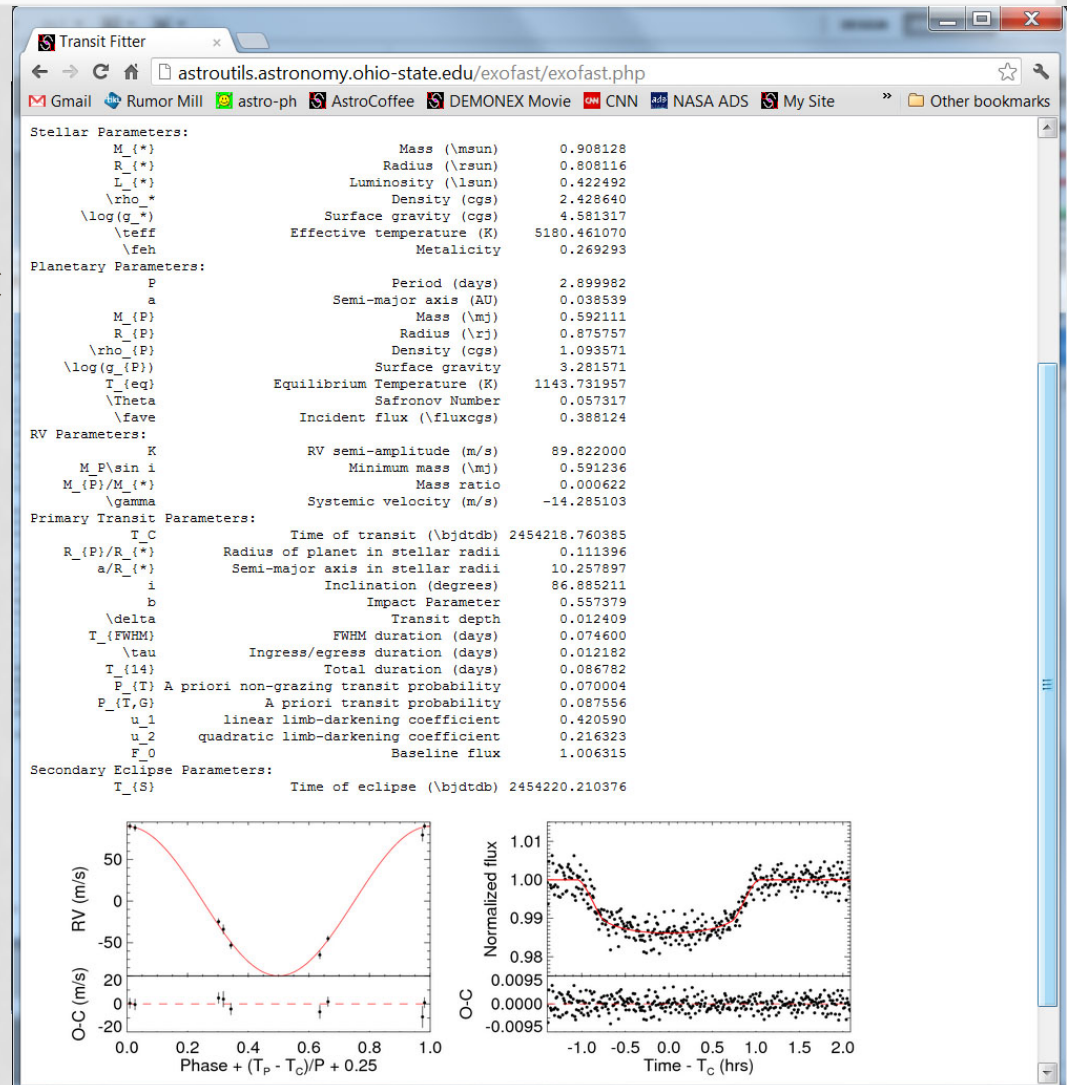 Transit Fitter
astroutils.astronomy.ohio-state.edu/exofast/exofast.php
Gmail Rumor Mill astro-ph AstroCoffee DEMONEX Movie CNN NASA ADS My Site » Other bookmarks
Stellar Parameters:
M_{*} Mass (\msun) 0.908128
R_{*} Radius (\rsun) 0.808116
L_{*} Luminosity (\lsun) 0.422492
\rho_* Density (cgs) 2.428640
\log(g_*) Surface gravity (cgs) 4.581317
\teff Effective temperature (K) 5180.461070
\feh Metalicity 0.269293
Planetary Parameters:
P Period (days) 2.899982
a Semi-major axis (AU) 0.038539
M_{P} Mass (\mj) 0.592111
R_{P} Radius (\rj) 0.875757
\rho_{P} Density (cgs) 1.093571
\log(g_{P}) Surface gravity 3.281571
T_{eq} Equilibrium Temperature (K) 1143.731957
\Theta Safronov Number 0.057317
\fave Incident flux (\fluxcgs) 0.388124
RV Parameters:
K RV semi-amplitude (m/s) 89.822000
M_P\sin i Minimum mass (\mj) 0.591236
M_{P}/M_{*} Mass ratio 0.000622
\gamma Systemic velocity (m/s) -14.285103
Primary Transit Parameters:
T_C Time of transit (\bjdtdb) 2454218.760385
R_{P}/R_{*} Radius of planet in stellar radii 0.111396
a/R_{*} Semi-major axis in stellar radii 10.257897
i Inclination (degrees) 86.885211
b Impact Parameter 0.557379
\delta Transit depth 0.012409
T_{FWHM} FWHM duration (days) 0.074600
\tau Ingress/egress duration (days) 0.012182
T_{14} Total duration (days) 0.086782
P_{T} A priori non-grazing transit probability 0.070004
P_{T,G} A priori transit probability 0.087556
u_1 linear limb-darkening coefficient 0.420590
u_2 quadratic limb-darkening coefficient 0.216323
F_0 Baseline flux 1.006315
Secondary Eclipse Parameters:
T_{S} Time of eclipse (\bjdtdb) 2454220.210376
RV (m/s)
50
0
-50
O-C (m/s)
20
0
-20
0.0 0.2 0.4 0.6 0.8 1.0
Phase + (T_P - T_C)/P + 0.25
Normalized flux
1.01
1.00
0.99
0.98
O-C
0.0095
0.0000
-0.0095
-1.0 -0.5 0.0 0.5 1.0 1.5 2.0
Time - T_C (hrs)